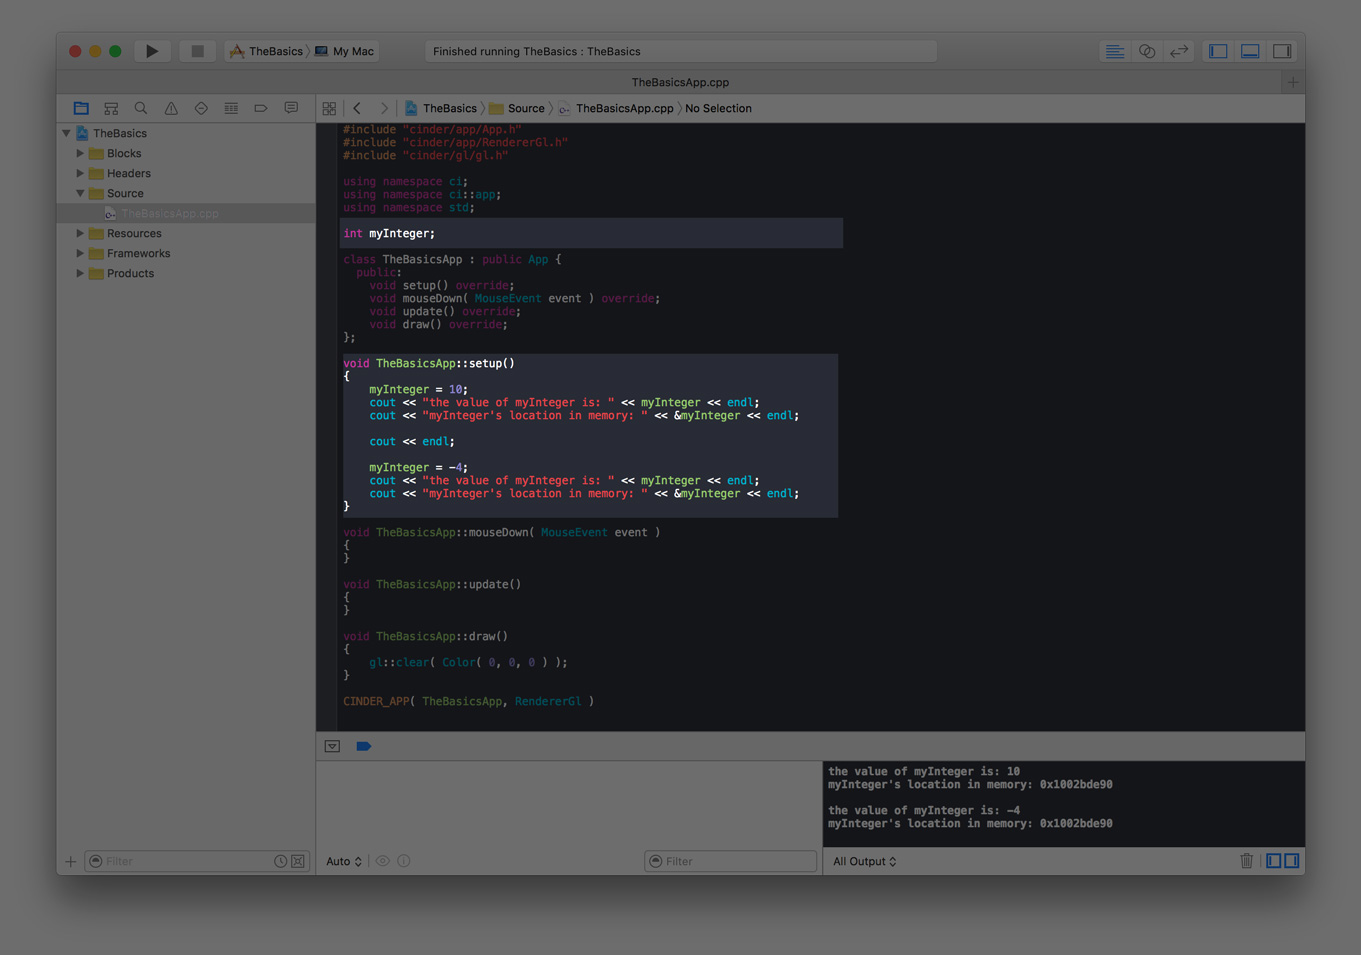 TheBasics My Mac
Finished running TheBasics : TheBasics
TheBasicsApp.cpp
TheBasics Source TheBasicsApp.cpp No Selection
TheBasics
Blocks
Headers
Source
TheBasicsApp.cpp
Resources
Frameworks
Products
#include "cinder/app/App.h"
#include "cinder/app/RendererGl.h"
#include "cinder/gl/gl.h"
using namespace ci;
using namespace ci::app;
using namespace std;
int myInteger;
class TheBasicsApp : public App {
public:
void setup() override;
void mouseDown( MouseEvent event ) override;
void update() override;
void draw() override;
};
void TheBasicsApp::setup()
{
myInteger = 10;
cout << "the value of myInteger is: " << myInteger << endl;
cout << "myInteger's location in memory: " << &myInteger << endl;
cout << endl;
myInteger = -4;
cout << "the value of myInteger is: " << myInteger << endl;
cout << "myInteger's location in memory: " << &myInteger << endl;
}
void TheBasicsApp::mouseDown( MouseEvent event )
{
}
void TheBasicsApp::update()
{
}
void TheBasicsApp::draw()
{
gl::clear( Color( 0, 0, 0 ) );
}
CINDER_APP( TheBasicsApp, RendererGl )
the value of myInteger is: 10
myInteger's location in memory: 0x1002bde90
the value of myInteger is: -4
myInteger's location in memory: 0x1002bde90
Filter
Auto
Filter
All Output